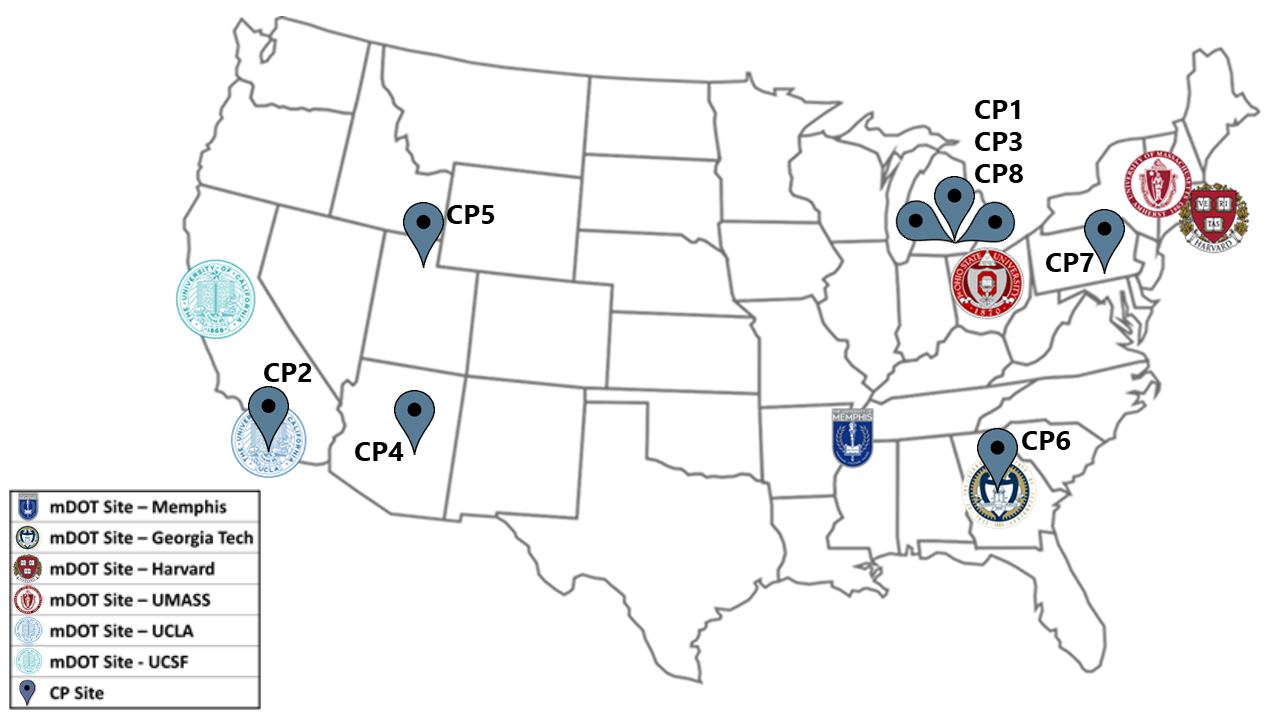 CP1
CP3
CP8
CP5
CP7
CP2
CP4
CP6
THE UNIVERSITY OF
MEMPHIS
UNIVERSITY OF MASSACHUSETTS
AMHERST
VE RI
TAS
HARVARD
OHIO STATE UNIVERSITY
1870
THE UNIVERSITY OF CALIFORNIA
1868
UCLA
mDOT Site – Memphis
mDOT Site – Georgia Tech
mDOT Site – Harvard
mDOT Site – UMASS
mDOT Site – UCLA
mDOT Site - UCSF
CP Site